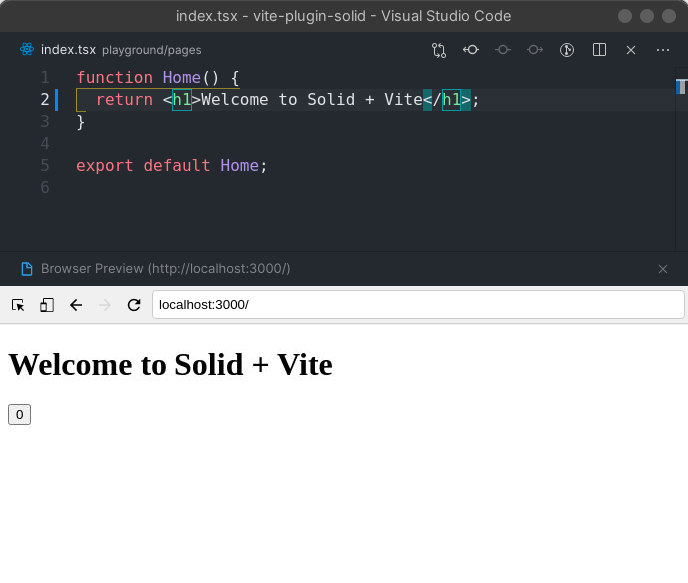 index.tsx - vite-plugin-solid - Visual Studio Code
index.tsx playground/pages
1 function Home() {
2 return <h1>Welcome to Solid + Vite</h1>;
3 }
4
5 export default Home;
6
Browser Preview (http://localhost:3000/)
localhost:3000/
Welcome to Solid + Vite
0